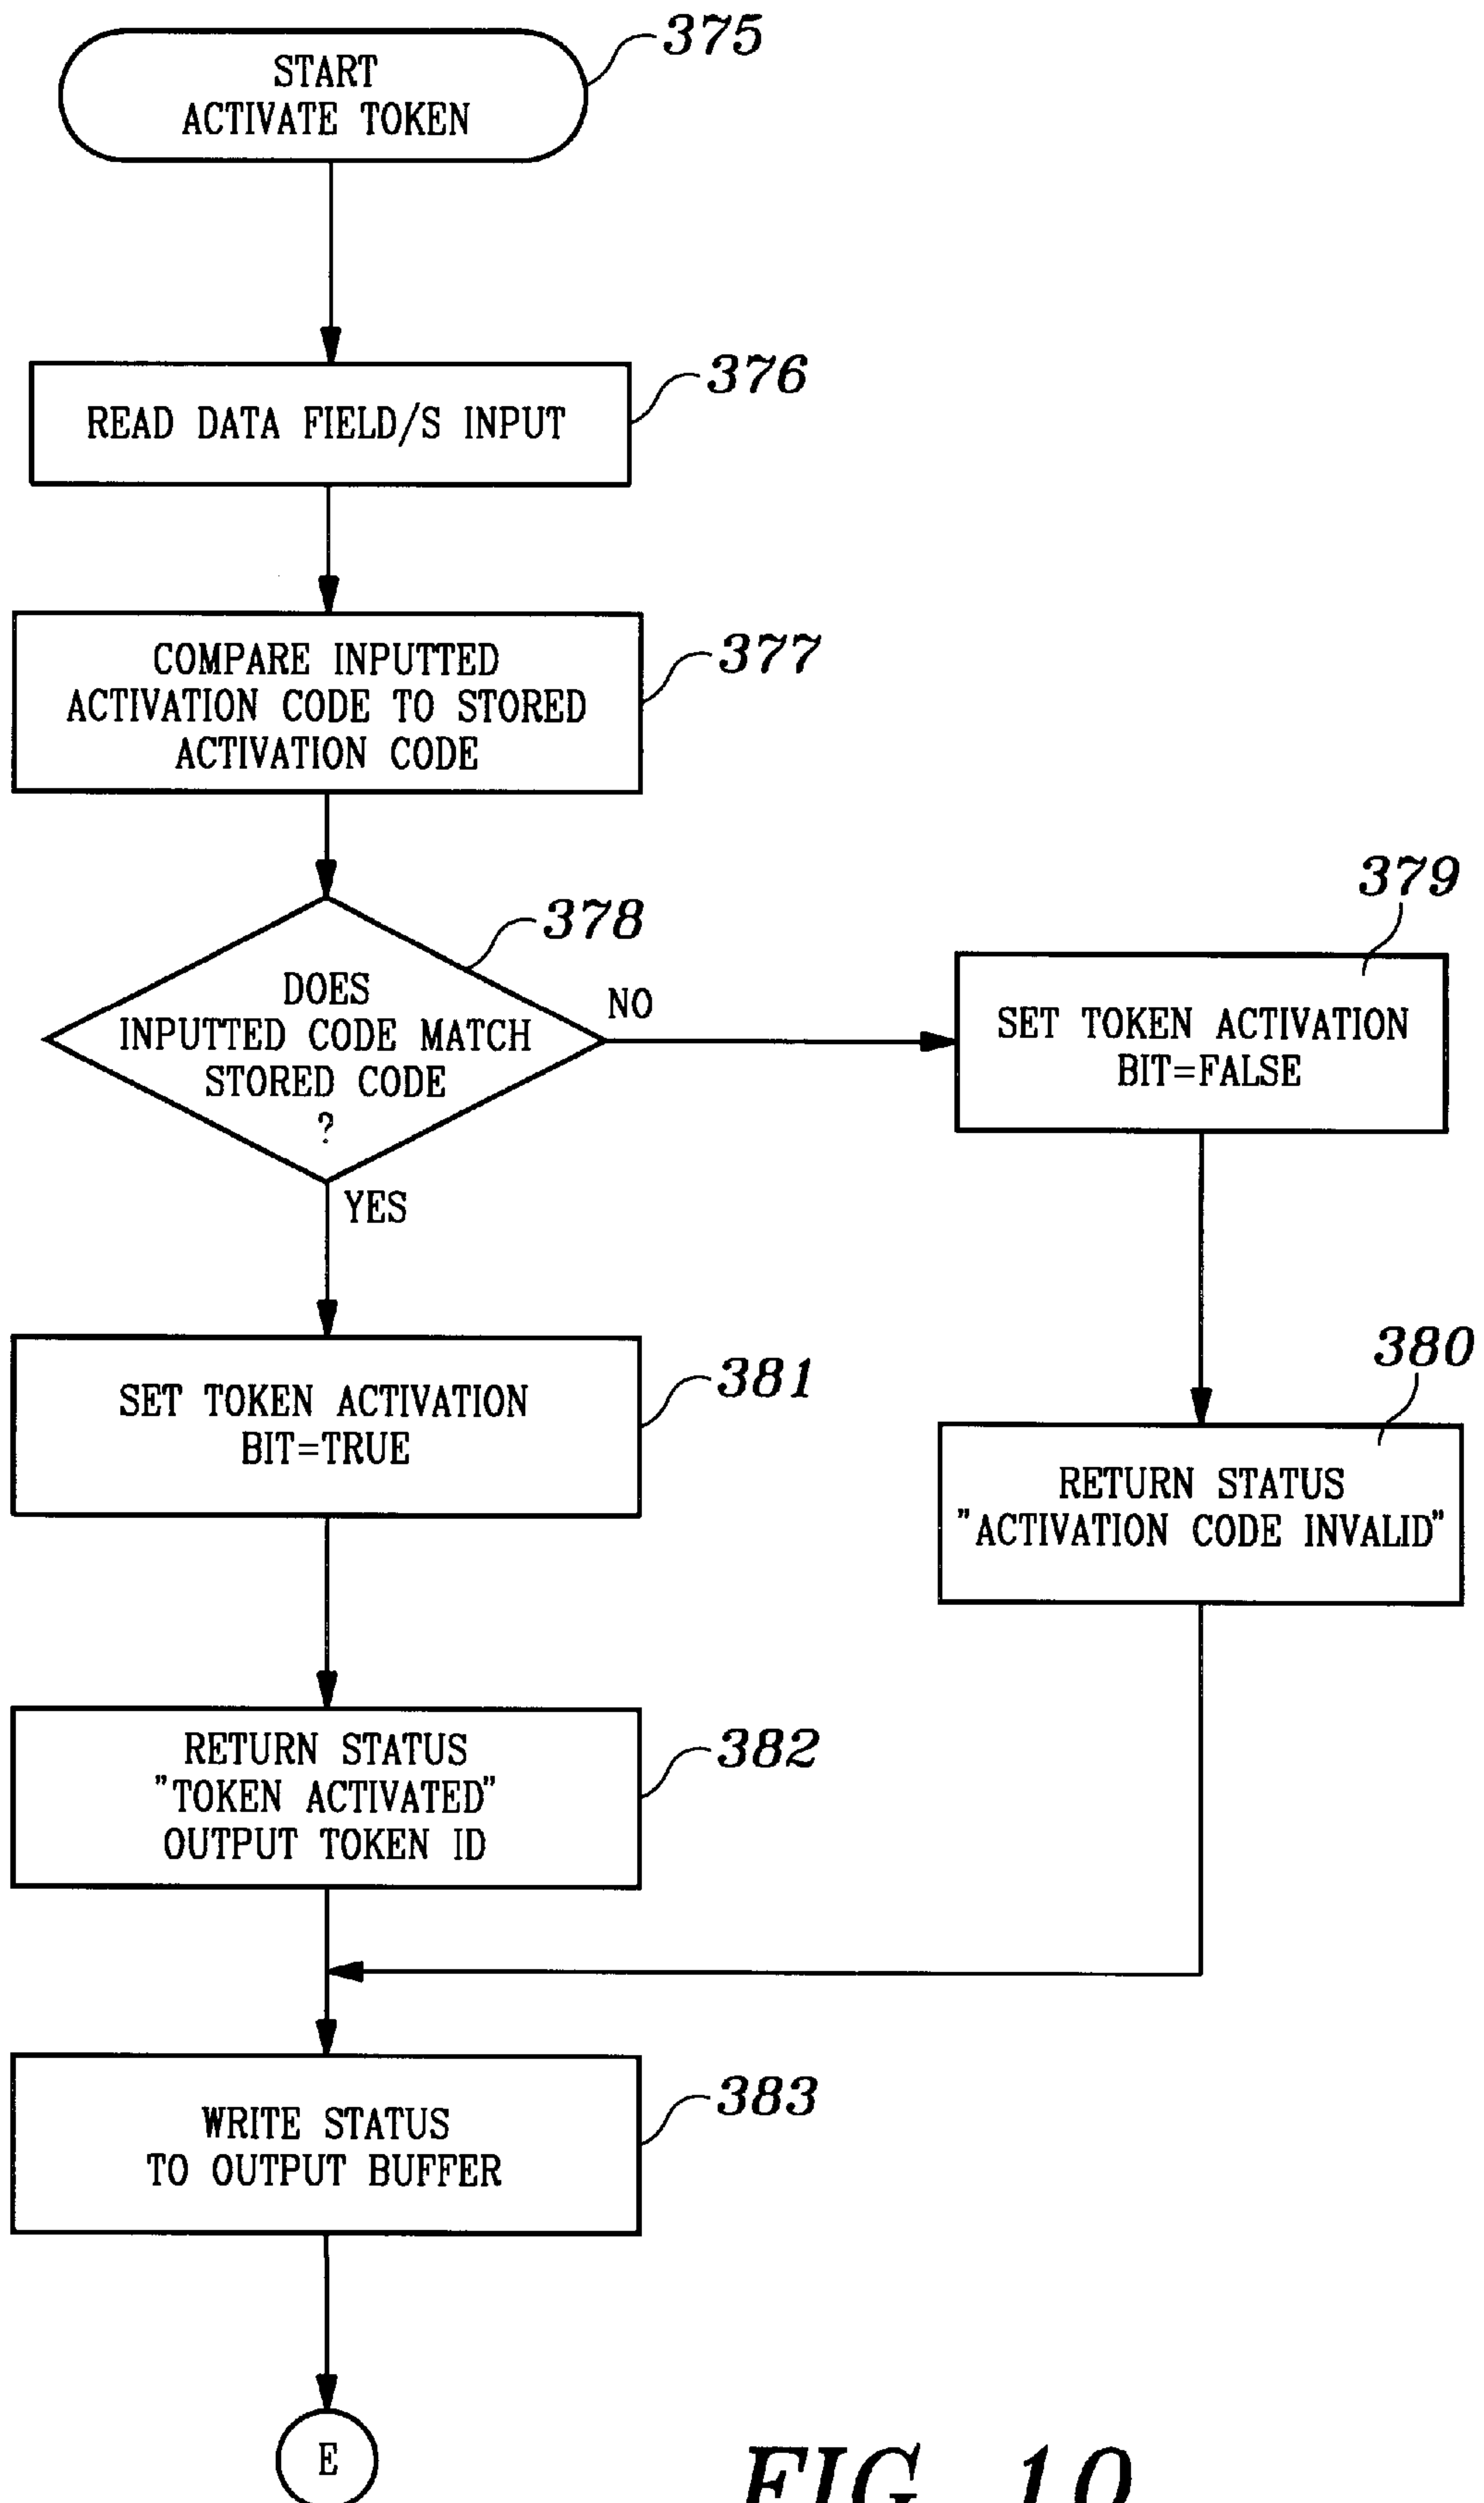 375
START
ACTIVATE TOKEN
376
READ DATA FIELD/S INPUT
377
COMPARE INPUTTED
ACTIVATION CODE TO STORED
ACTIVATION CODE
378
DOES
INPUTTED CODE MATCH
STORED CODE
?
NO
379
SET TOKEN ACTIVATION
BIT=FALSE
YES
380
RETURN STATUS
"ACTIVATION CODE INVALID"
381
SET TOKEN ACTIVATION
BIT=TRUE
382
RETURN STATUS
"TOKEN ACTIVATED"
OUTPUT TOKEN ID
383
WRITE STATUS
TO OUTPUT BUFFER
E
FIG. 10